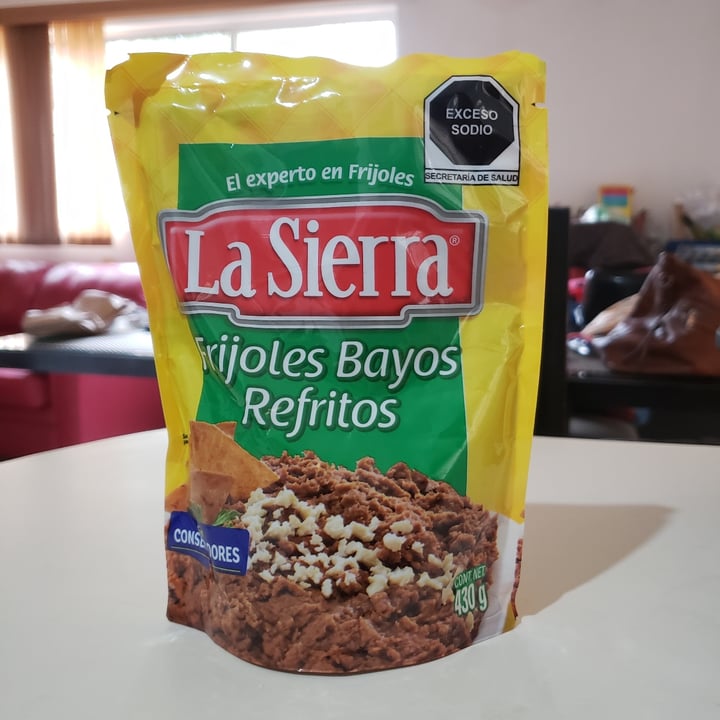 EXCESO
SODIO
SECRETARÍA DE SALUD
El experto en Frijoles
La Sierra®
Frijoles Bayos
Refritos
CONT. NET.
430 g